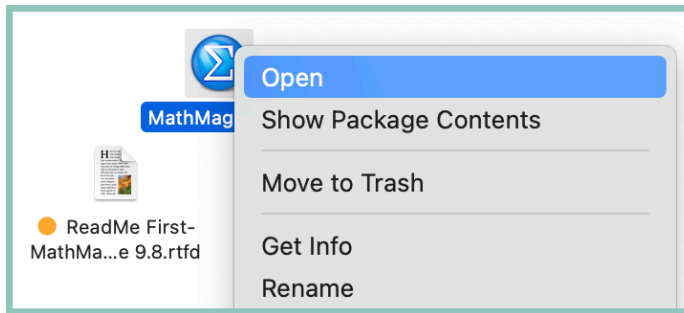 MathMag
ReadMe First-
MathMa...e 9.8.rtfd
Open
Show Package Contents
Move to Trash
Get Info
Rename